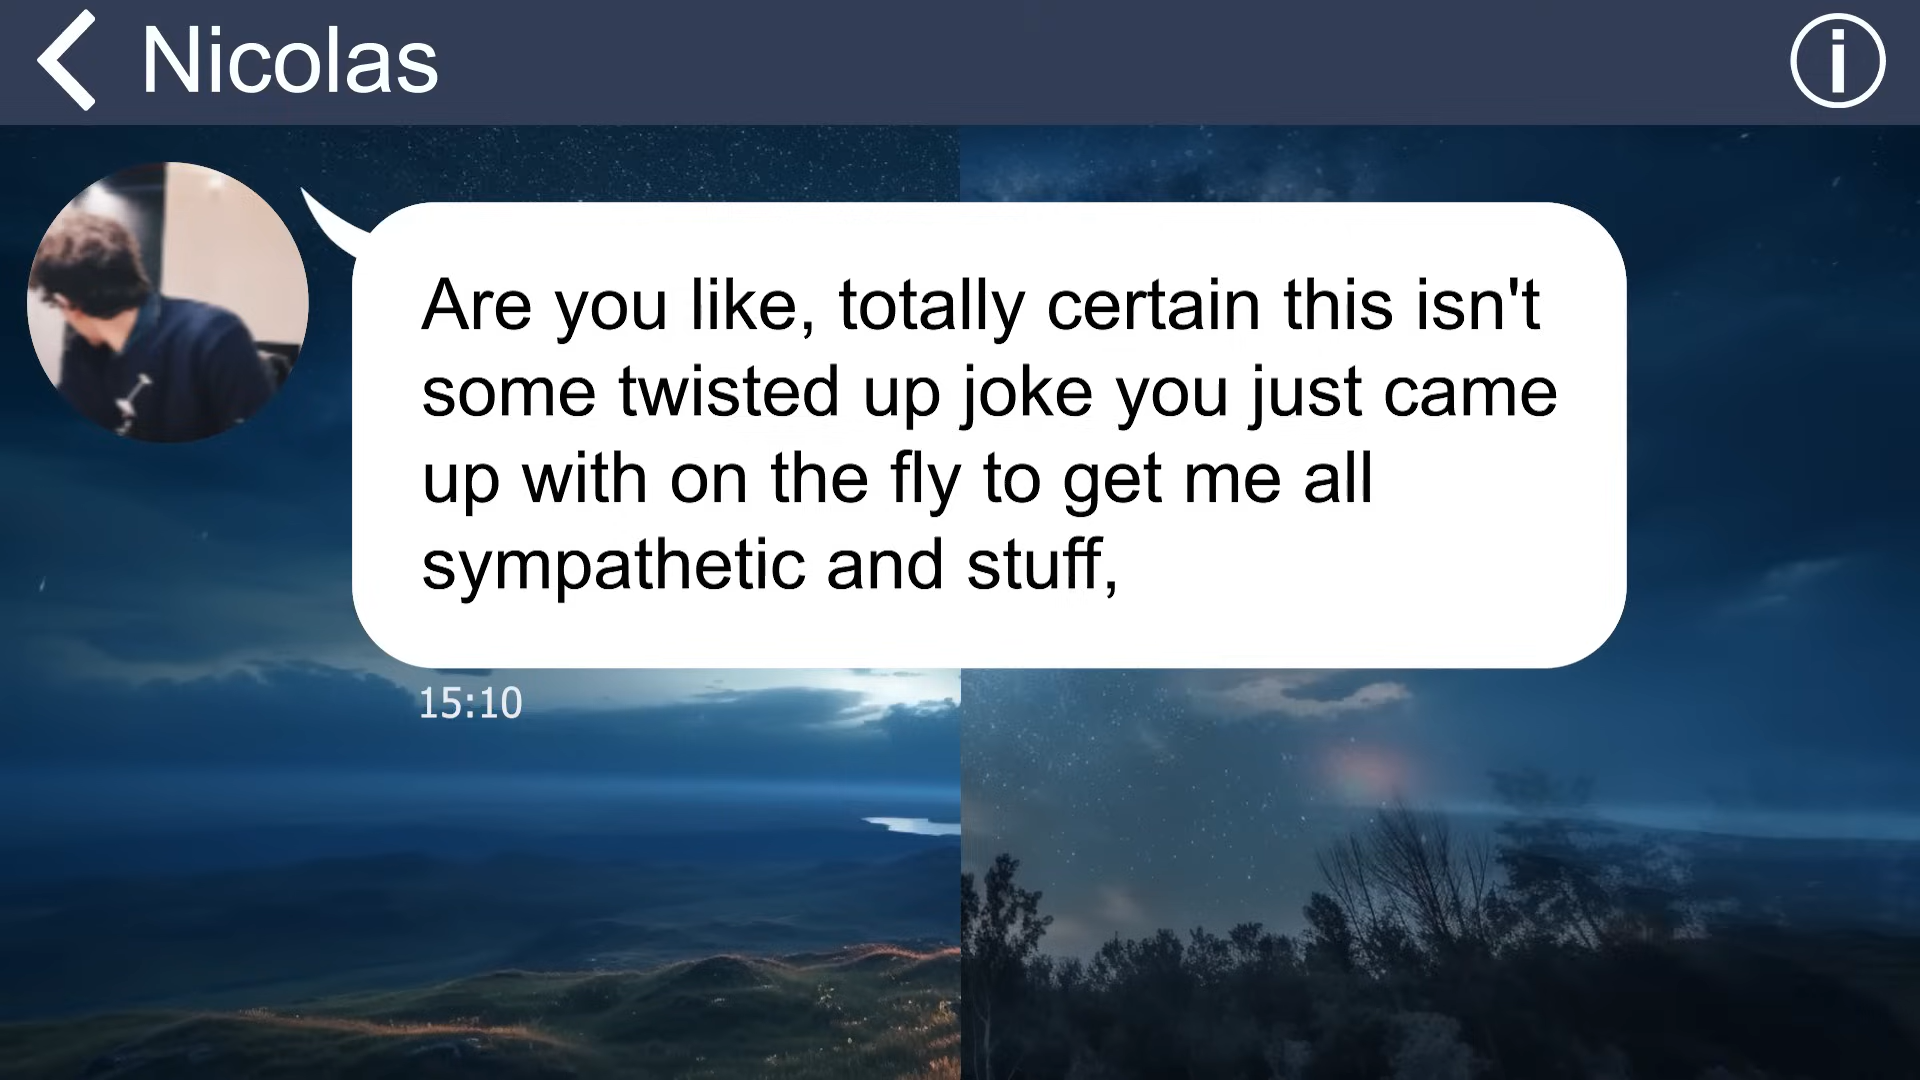 Nicolas
Are you like, totally certain this isn't
some twisted up joke you just came
up with on the fly to get me all
sympathetic and stuff,
15:10